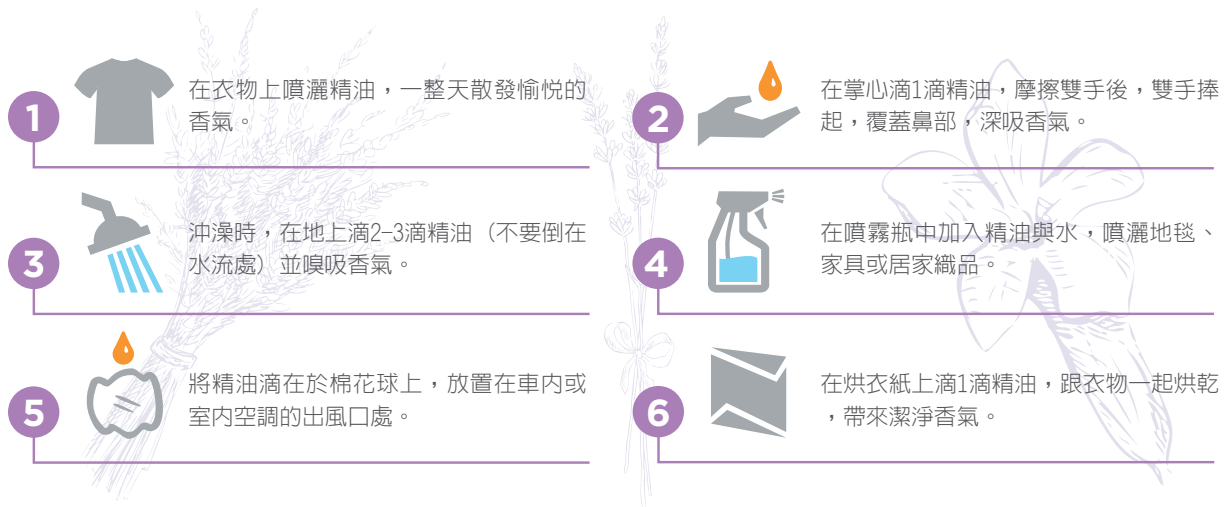 1
在衣物上噴灑精油，一整天散發愉悅的
香氣。
2
在掌心滴1滴精油，摩擦雙手後，雙手捧
起，覆蓋鼻部，深吸香氣。
3
沖澡時，在地上滴2-3滴精油（不要倒在
水流處）並嗅吸香氣。
4
在噴霧瓶中加入精油與水，噴灑地毯、
家具或居家織品。
5
將精油滴在於棉花球上，放置在車內或
室內空調的出風口處。
6
在烘衣紙上滴1滴精油，跟衣物一起烘乾
，帶來潔淨香氣。